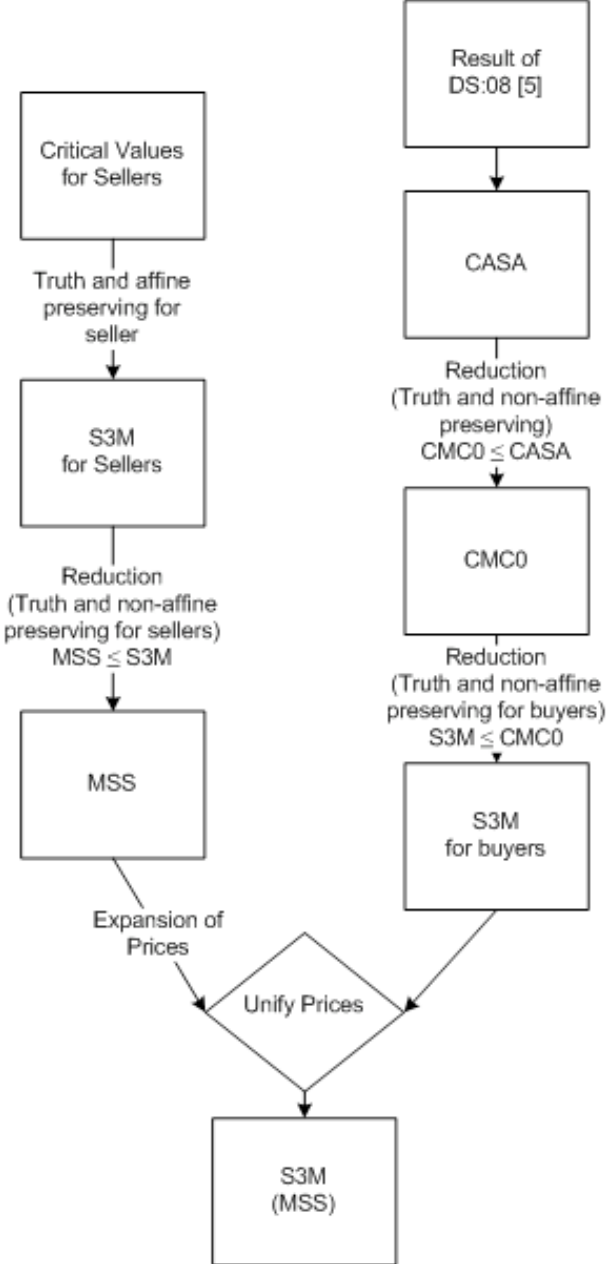 Critical Values
for Sellers
Truth and affine
preserving for
seller
S3M
for Sellers
Reduction
(Truth and non-affine
preserving for sellers)
MSS ≤ S3M
MSS
Expansion of
Prices
Result of
DS:08 [5]
CASA
Reduction
(Truth and non-affine
preserving)
CMC0 ≤ CASA
CMC0
Reduction
(Truth and non-affine
preserving for buyers)
S3M ≤ CMC0
S3M
for buyers
Unify Prices
S3M
(MSS)